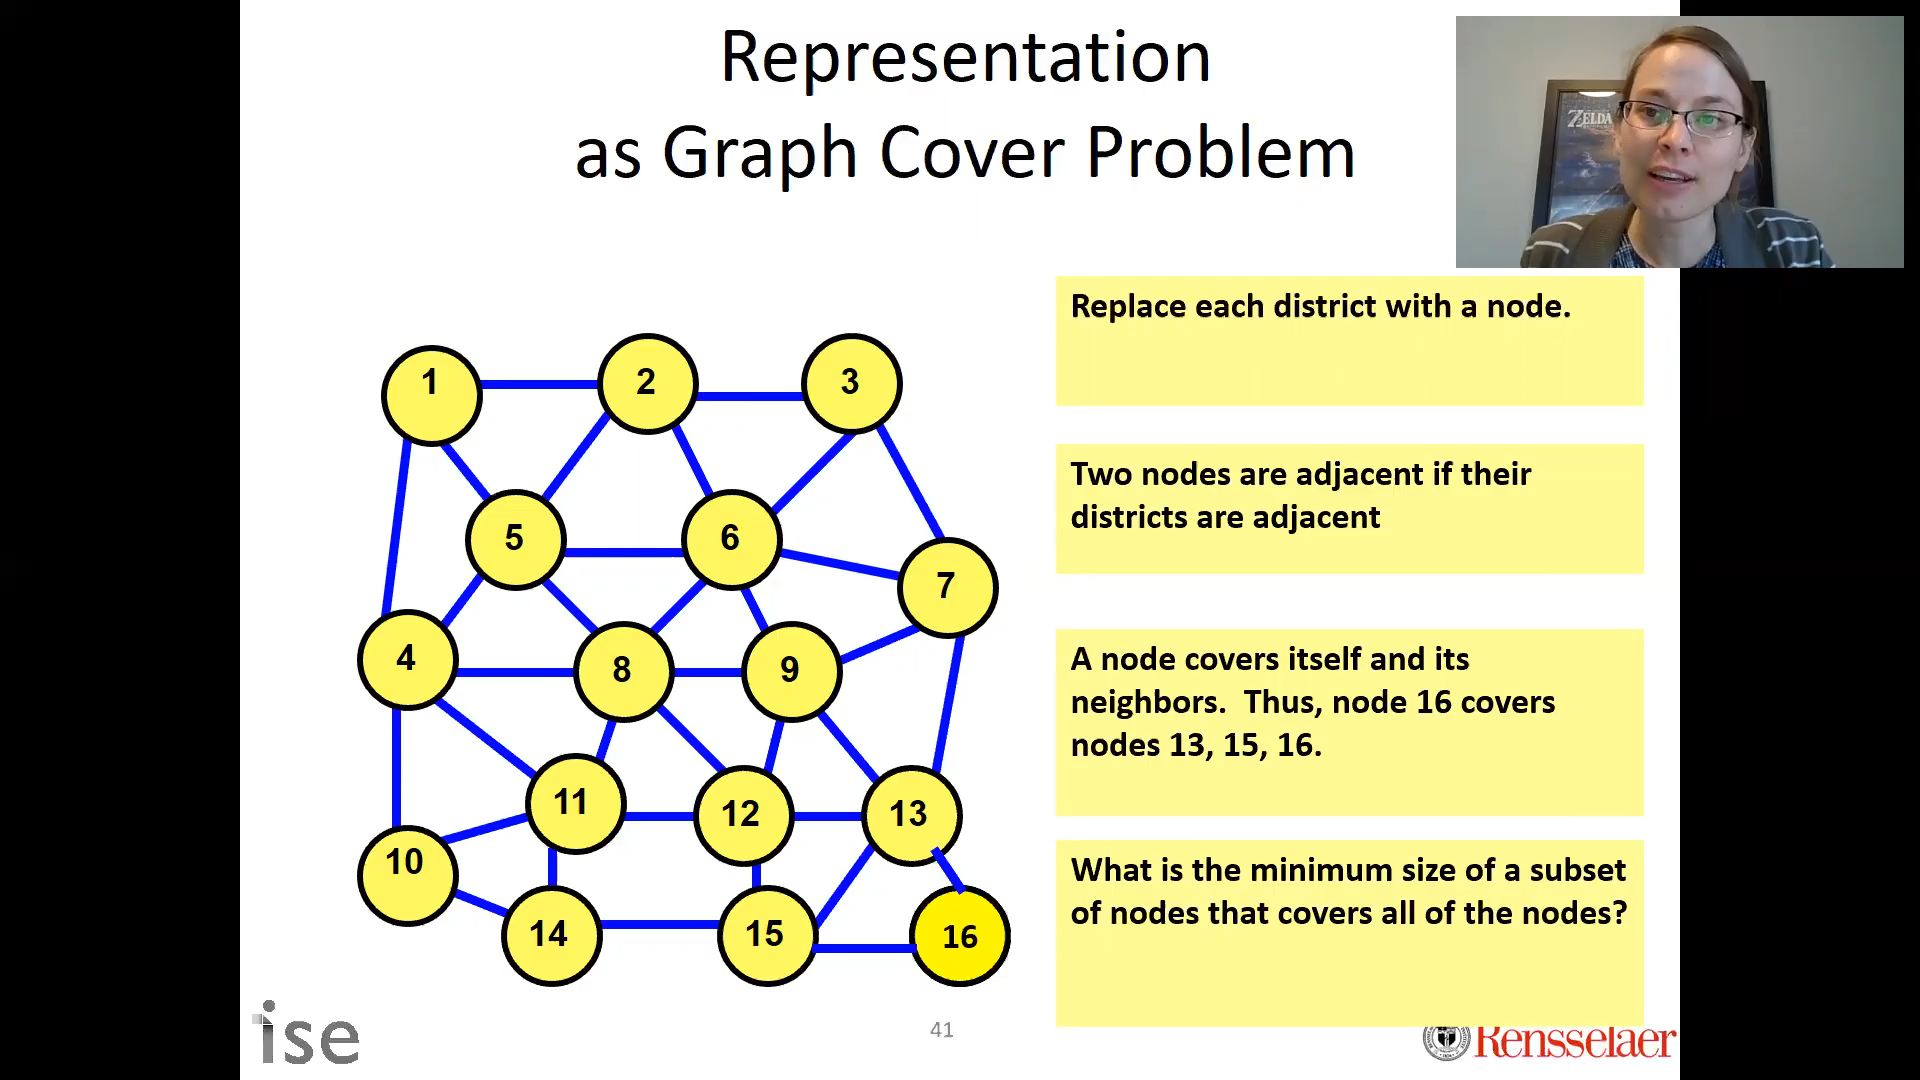 Representation
as Graph Cover Problem
ZELDA
Replace each district with a node.
Two nodes are adjacent if their
districts are adjacent
A node covers itself and its
neighbors. Thus, node 16 covers
nodes 13, 15, 16.
What is the minimum size of a subset
of nodes that covers all of the nodes?
1
2
3
5
6
7
4
8
9
11
12
13
10
14
15
16
ise
41
Rensselaer